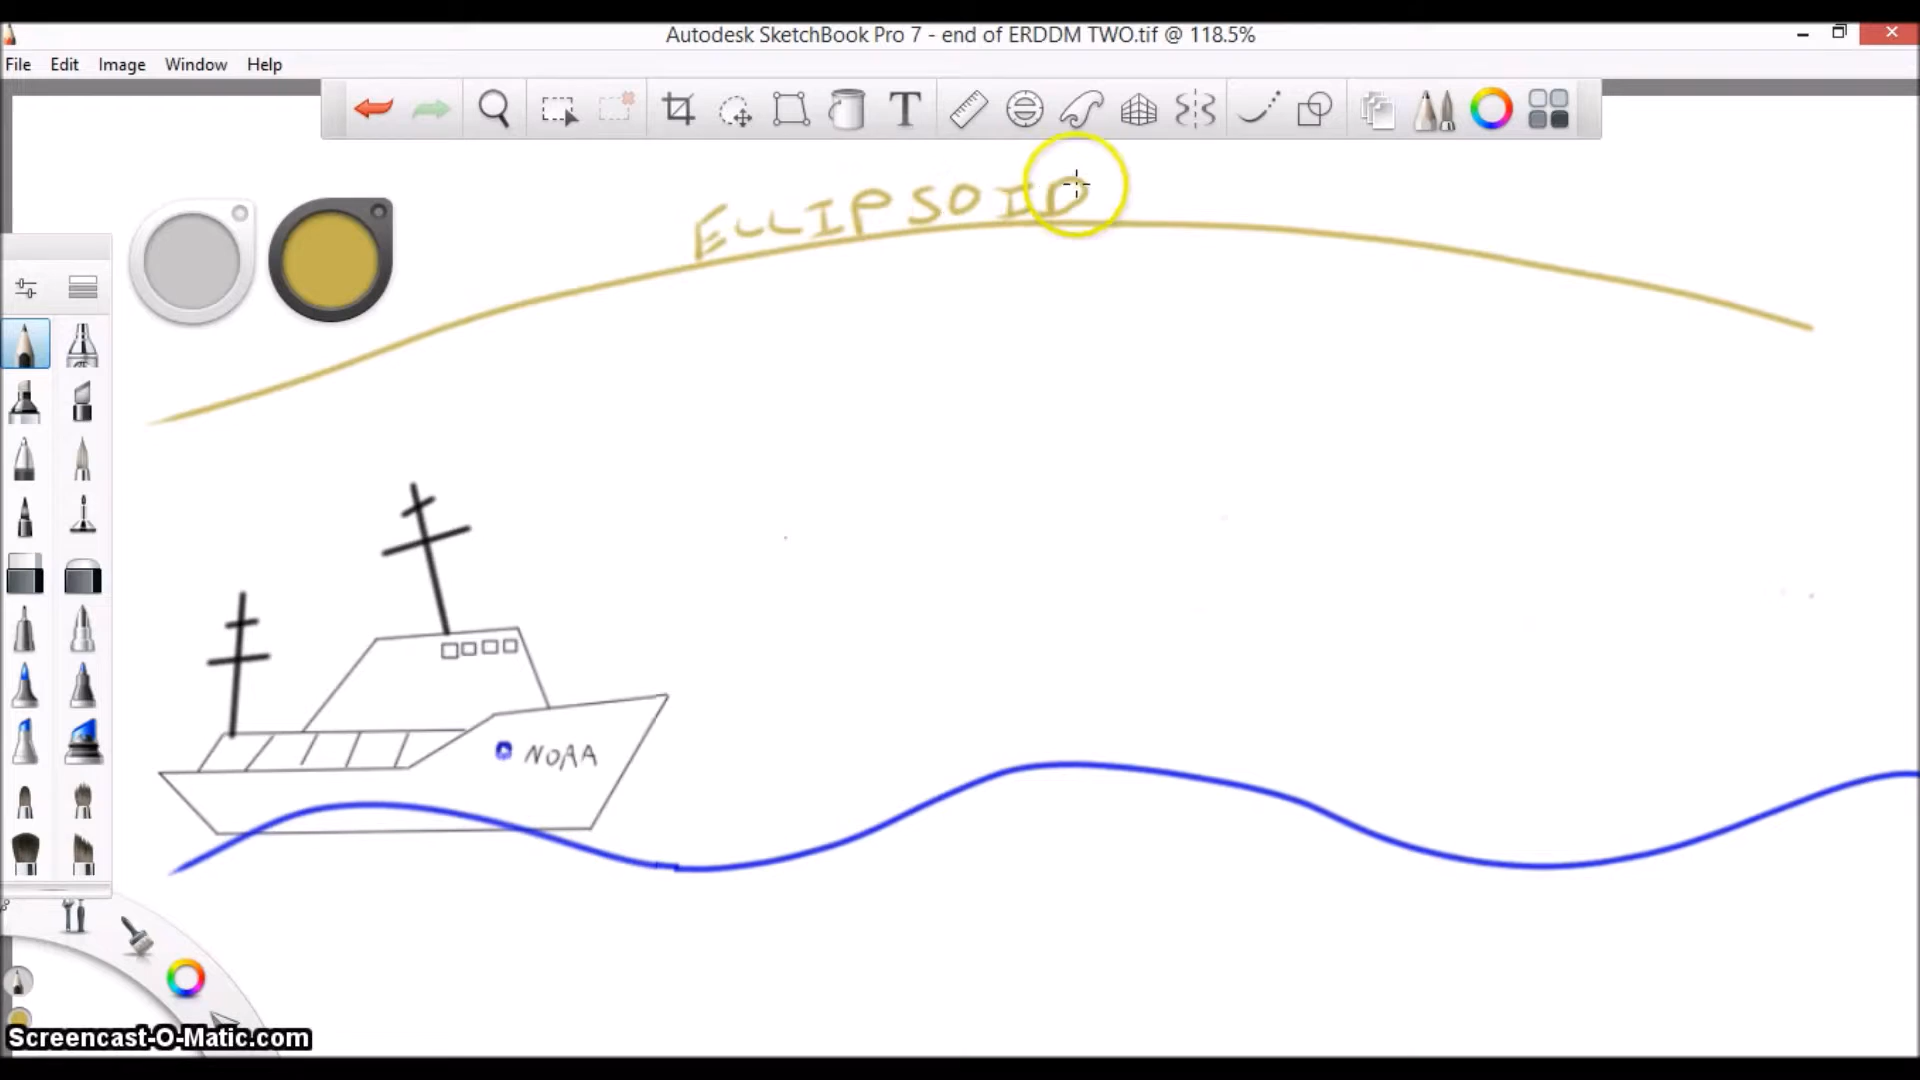 Autodesk SketchBook Pro 7 - end of ERDDM TWO.tif @ 118.5%
File Edit Image Window Help
T
ELLIPSOID
NOAA
Screencast-O-Matic.com